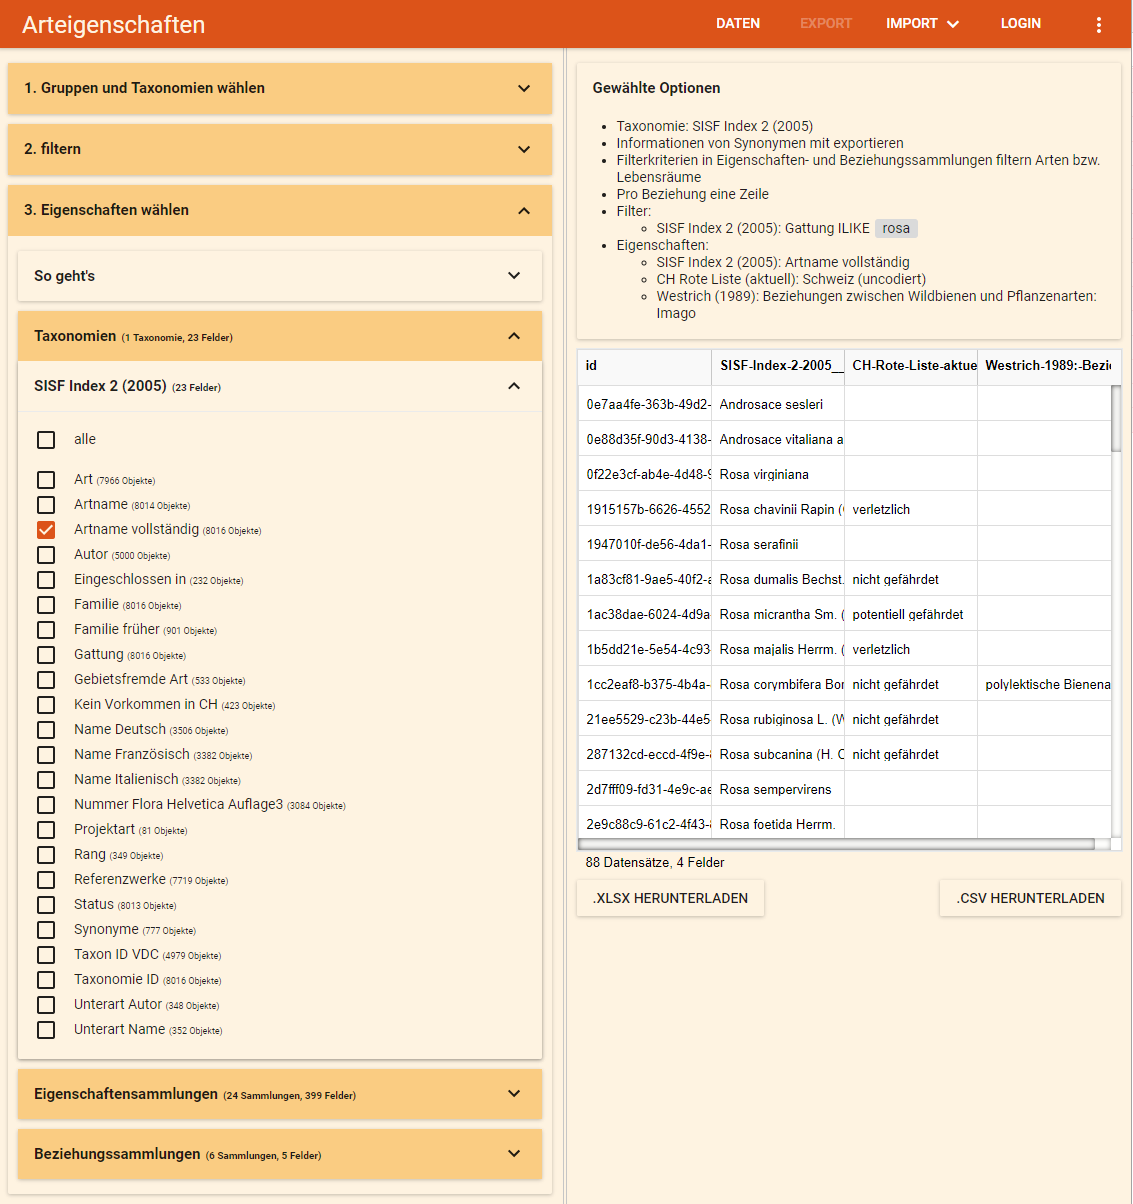 Arteigenschaften
DATEN EXPORT IMPORT LOGIN
1. Gruppen und Taxonomien wählen
2. filtern
3. Eigenschaften wählen
So geht's
Taxonomien (1 Taxonomie, 23 Felder)
SISF Index 2 (2005) (23 Felder)
alle
Art (7966 Objekte)
Artname (8014 Objekte)
Artname vollständig (8016 Objekte)
Autor (5000 Objekte)
Eingeschlossen in (232 Objekte)
Familie (8016 Objekte)
Familie früher (901 Objekte)
Gattung (8016 Objekte)
Gebietsfremde Art (533 Objekte)
Kein Vorkommen in CH (423 Objekte)
Name Deutsch (3506 Objekte)
Name Französisch (3382 Objekte)
Name Italienisch (3382 Objekte)
Nummer Flora Helvetica Auflage3 (3084 Objekte)
Projektart (81 Objekte)
Rang (349 Objekte)
Referenzwerke (7719 Objekte)
Status (8013 Objekte)
Synonyme (777 Objekte)
Taxon ID VDC (4979 Objekte)
Taxonomie ID (8016 Objekte)
Unterart Autor (348 Objekte)
Unterart Name (352 Objekte)
Eigenschaftensammlungen (24 Sammlungen, 399 Felder)
Beziehungssammlungen (6 Sammlungen, 5 Felder)
Gewählte Optionen
Taxonomie: SISF Index 2 (2005)
Informationen von Synonymen mit exportieren
Filterkriterien in Eigenschaften- und Beziehungssammlungen filtern Arten bzw.
Lebensräume
Pro Beziehung eine Zeile
Filter:
SISF Index 2 (2005): Gattung ILIKE rosa
Eigenschaften:
SISF Index 2 (2005): Artname vollständig
CH Rote Liste (aktuell): Schweiz (uncodiert)
Westrich (1989): Beziehungen zwischen Wildbienen und Pflanzenarten:
Imago
id SISF-Index-2-2005__ CH-Rote-Liste-aktue Westrich-1989:-Bezi
0e7aa4fe-363b-49d2- Androsace sesleri
0e88d35f-90d3-4138- Androsace vitaliana a
0f22e3cf-ab4e-4d48-9 Rosa virginiana
1915157b-6626-4552 Rosa chavinii Rapin ( verletzlich
1947010f-de56-4da1- Rosa serafinii
1a83cf81-9ae5-40f2-a Rosa dumalis Bechst. nicht gefährdet
1ac38dae-6024-4d9a Rosa micrantha Sm. ( potentiell gefährdet
1b5dd21e-5e54-4c93 Rosa majalis Herrm. ( verletzlich
1cc2eaf8-b375-4b4a- Rosa corymbifera Bor nicht gefährdet polylektische Bienena
21ee5529-c23b-44e5 Rosa rubiginosa L. (W nicht gefährdet
287132cd-eccd-4f9e- Rosa subcanina (H. C nicht gefährdet
2d7fff09-fd31-4e9c-ae Rosa sempervirens
2e9c88c9-61c2-4f43- Rosa foetida Herrm.
88 Datensätze, 4 Felder
.XLSX HERUNTERLADEN .CSV HERUNTERLADEN